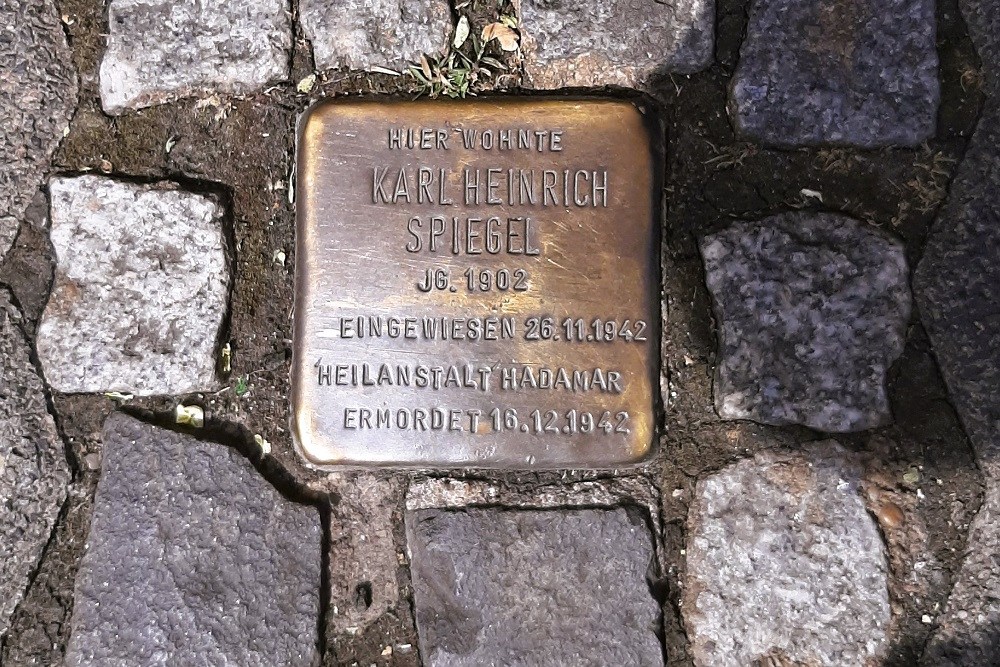 HIER WOHNTE
KARL HEINRICH
SPIEGEL
JG. 1902
EINGEWIESEN 26.11.1942
'HEILANSTALT' HADAMAR
ERMORDET 16.12.1942